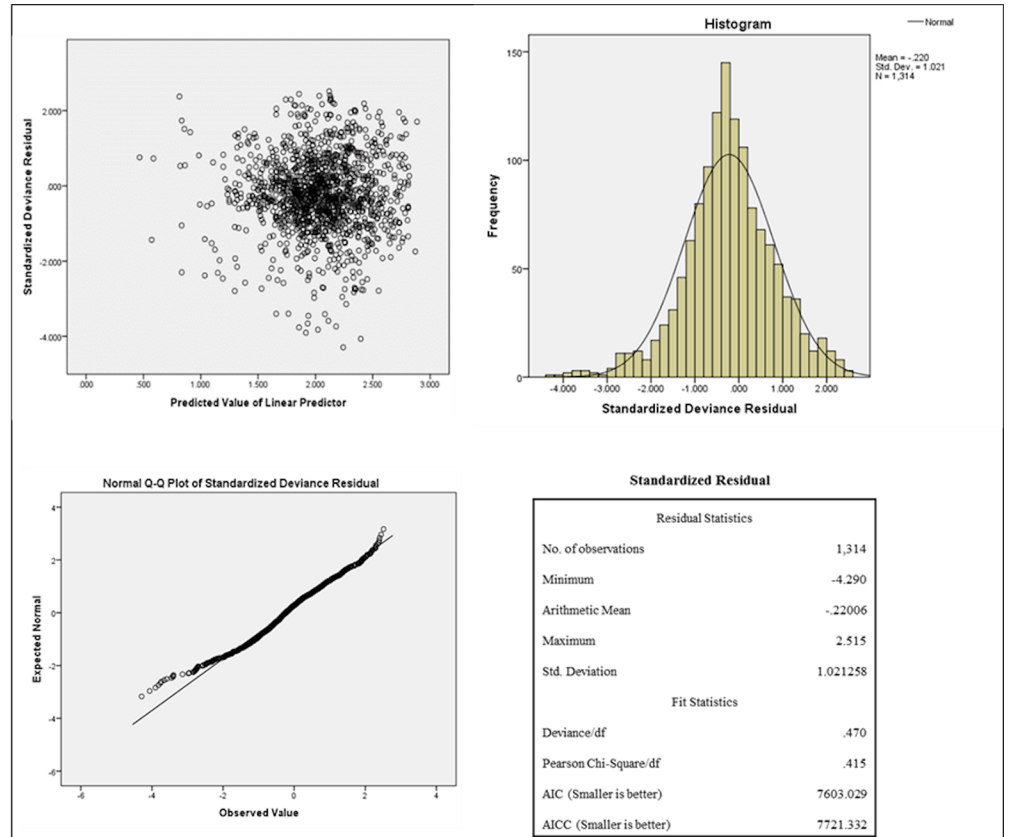 Standardized Deviance Residual
2.000
.000
-2.000
-4.000
.000
.500
1.000
1.500
2.000
2.500
3.000
Predicted Value of Linear Predictor
Histogram
Normal
Mean = -.220
Std. Dev. = 1.021
N = 1,314
Frequency
150
100
50
0
-4.000
-3.000
-2.000
-1.000
.000
1.000
2.000
Standardized Deviance Residual
Normal Q-Q Plot of Standardized Deviance Residual
Expected Normal
4
2
0
-2
-4
-6
-6
-4
-2
0
2
4
Observed Value
Standardized Residual
Residual Statistics
No. of observations 1,314
Minimum -4.290
Arithmetic Mean -.22006
Maximum 2.515
Std. Deviation 1.021258
Fit Statistics
Deviance/df .470
Pearson Chi-Square/df .415
AIC (Smaller is better) 7603.029
AICC (Smaller is better) 7721.332